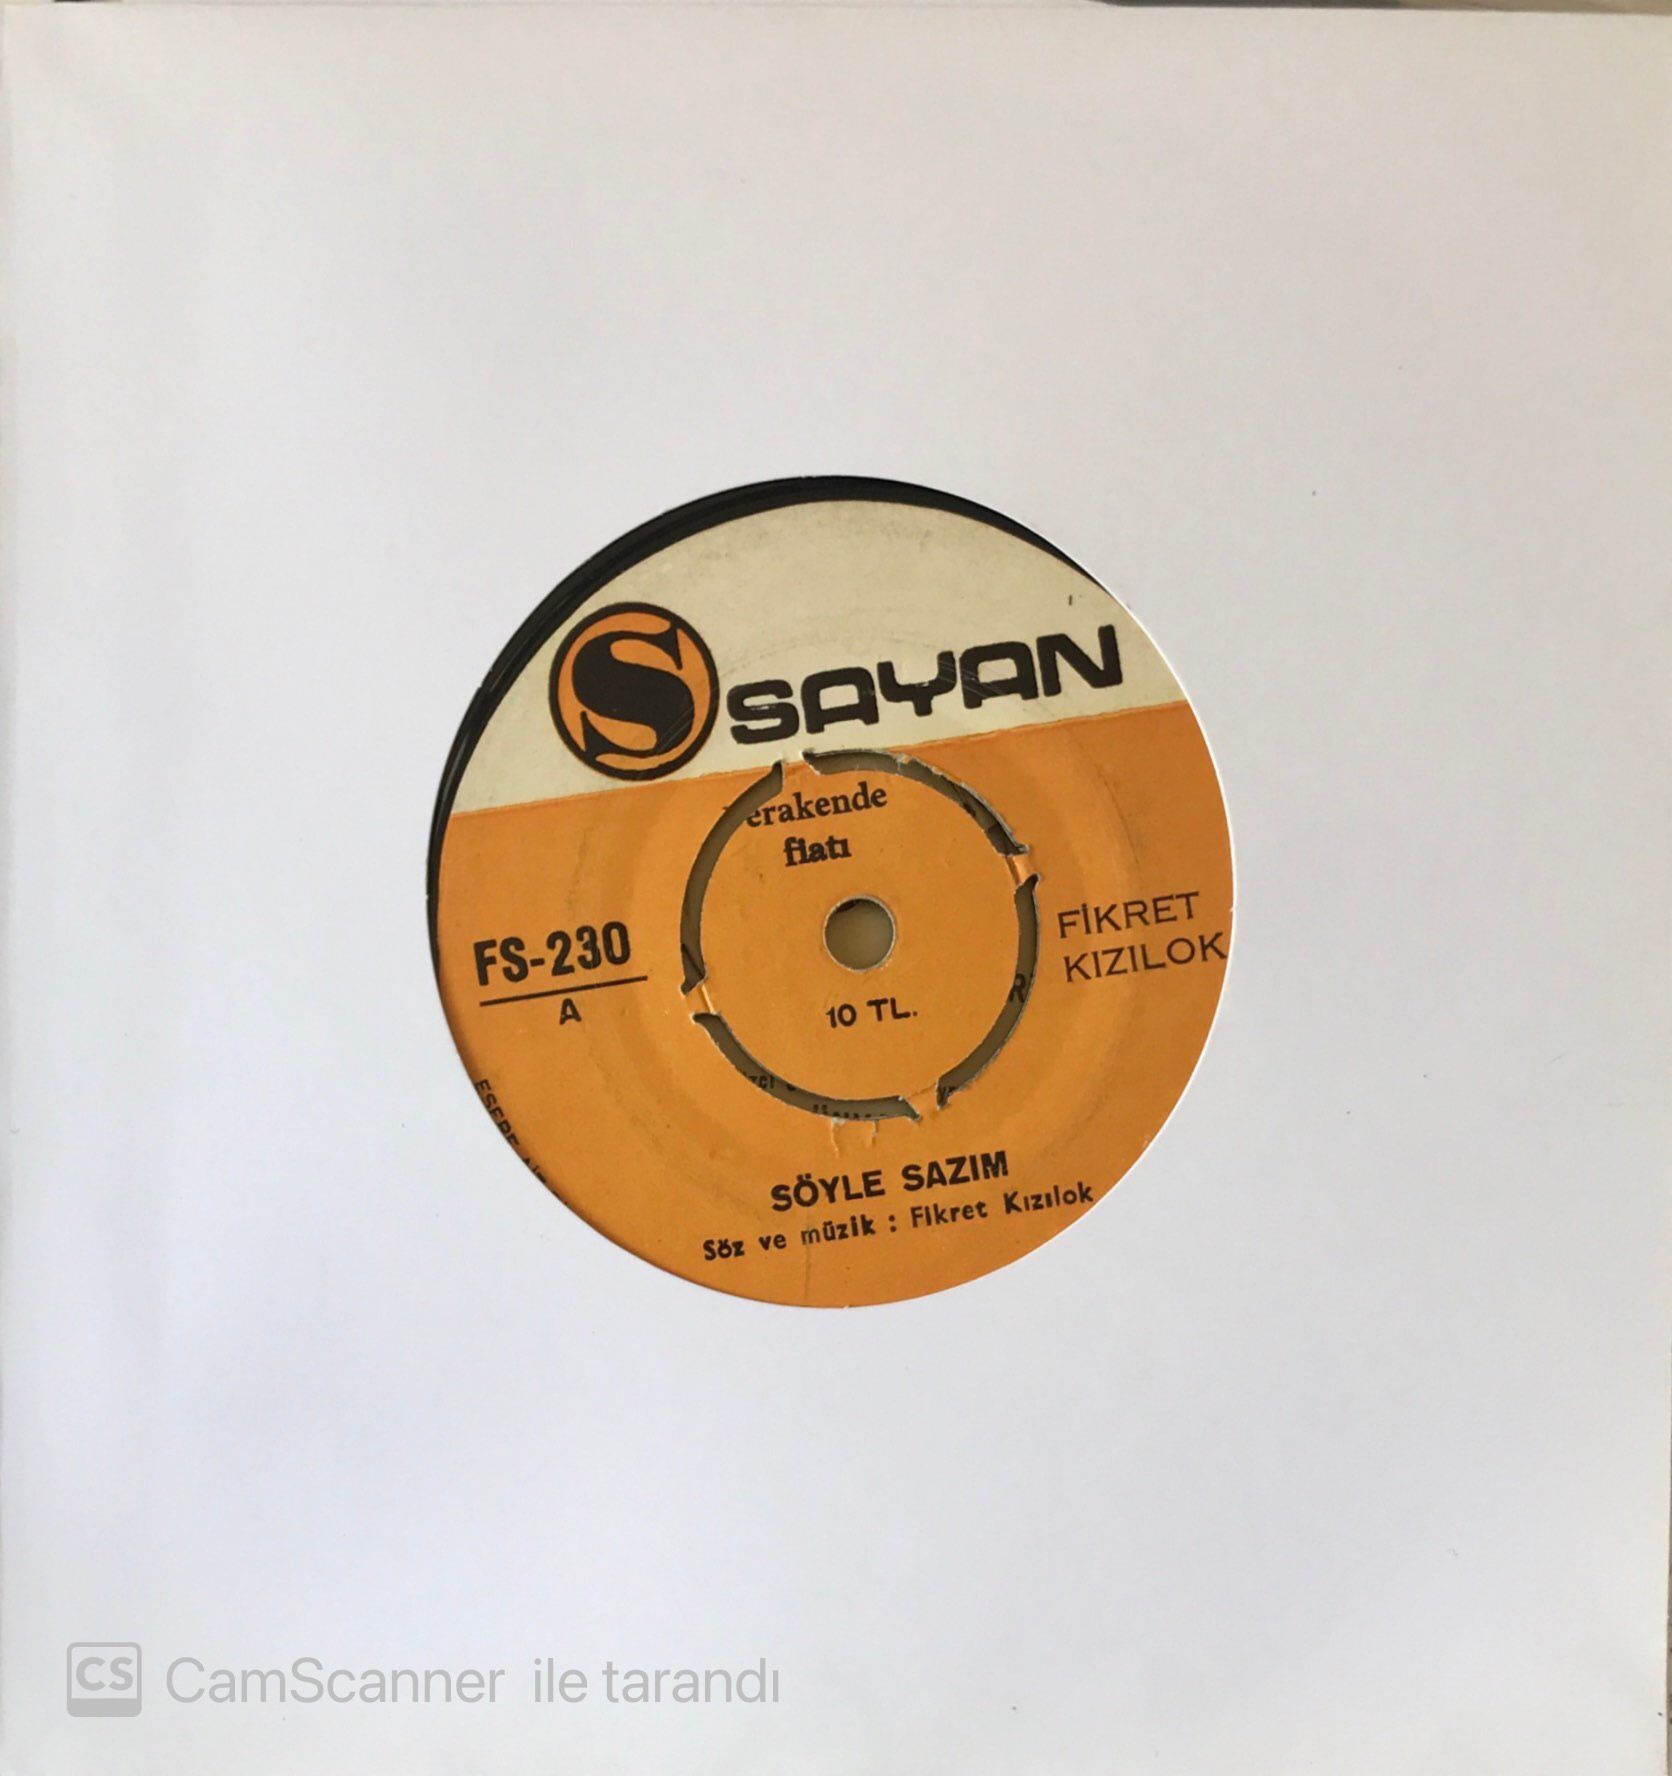 S SAYAN
fiatı
FS-230
A
FİKRET
KIZILOK
10 TL.
SÖYLE SAZIM
Söz ve müzik : Fikret Kızılok
CS CamScanner ile tarandı